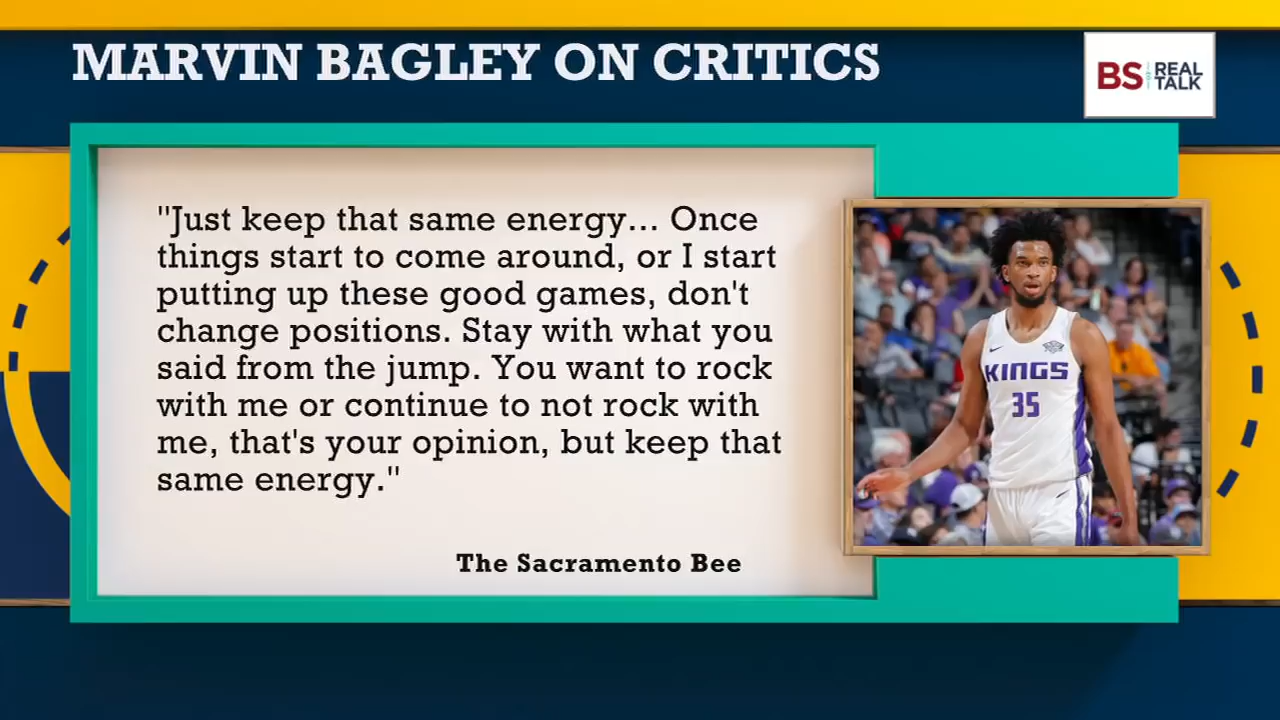 MARVIN BAGLEY ON CRITICS
BS REAL
TALK
"Just keep that same energy... Once
things start to come around, or I start
putting up these good games, don't
change positions. Stay with what you
said from the jump. You want to rock
with me or continue to not rock with
me, that's your opinion, but keep that
same energy."
The Sacramento Bee
KINGS
35